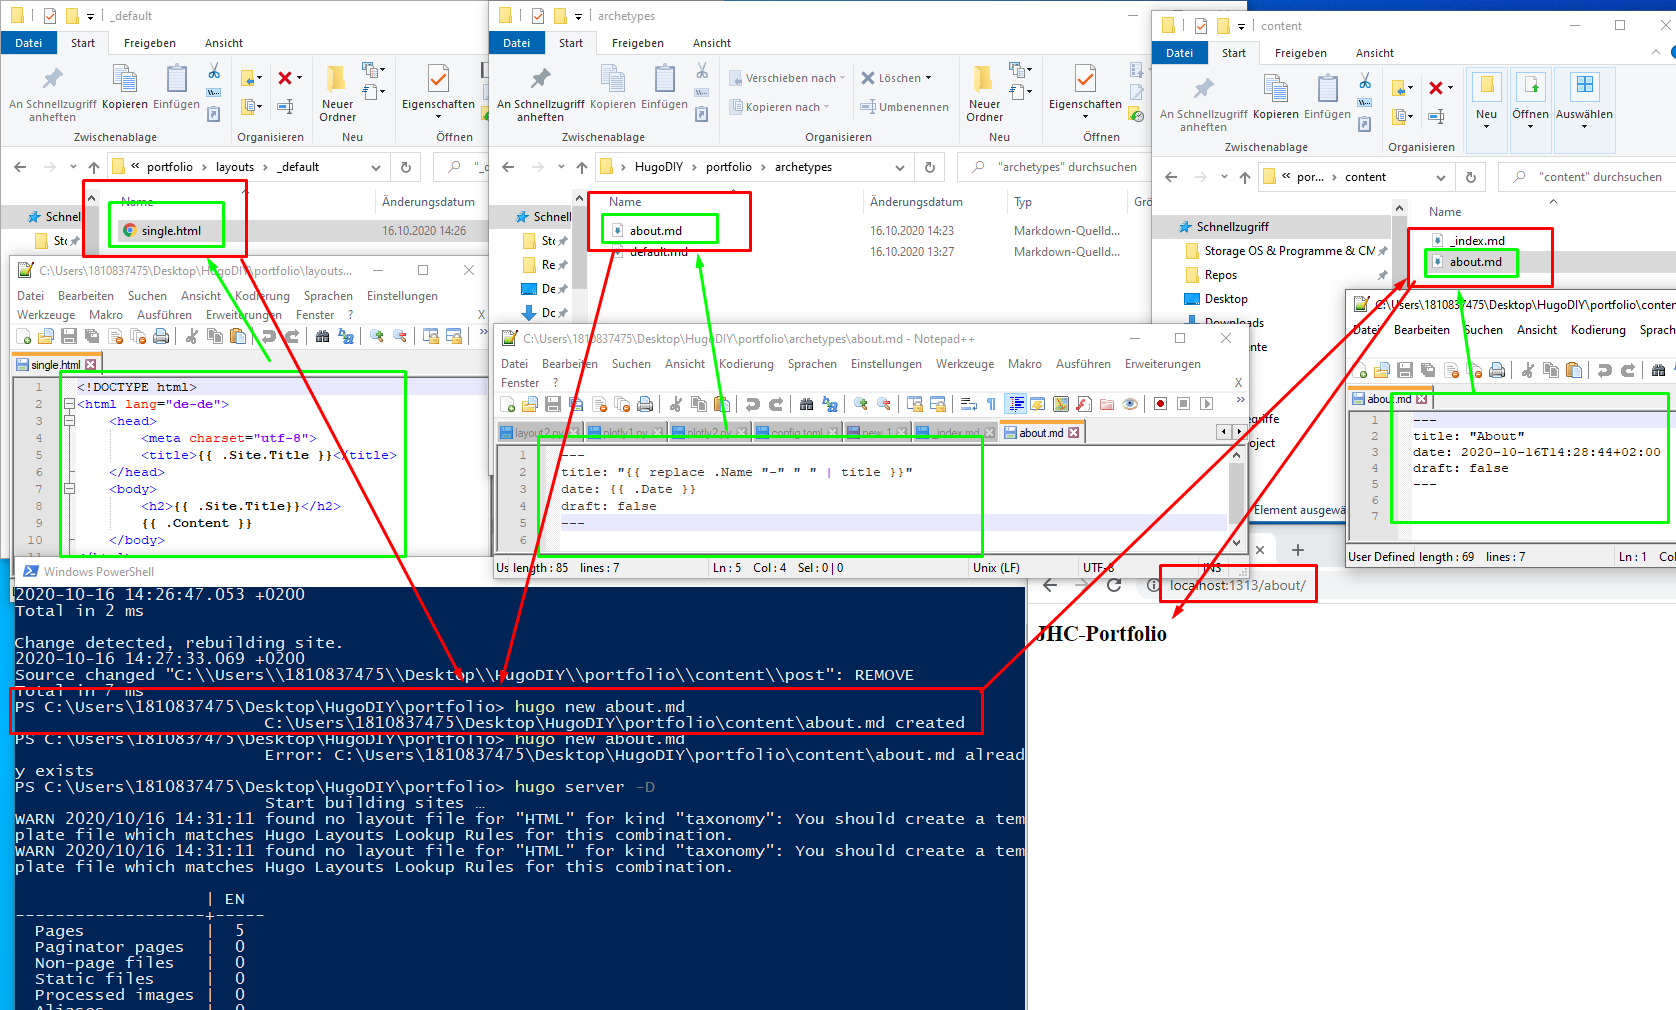 _default
Datei Start Freigeben Ansicht
An Schnellzugriff anheften
Kopieren
Einfügen
Neuer Ordner
Eigenschaften
Zwischenablage Organisieren Neu Öffnen
« portfolio › layouts › _default
Name Änderungsdatum
Schnell
single.html 16.10.2020 14:26
archetypes
Datei Start Freigeben Ansicht
An Schnellzugriff anheften
Kopieren
Einfügen
Verschieben nach
Kopieren nach
Löschen
Umbenennen
Neuer Ordner
Eigenschaften
Zwischenablage Organisieren Neu Öffnen
› HugoDIY › portfolio › archetypes
"archetypes" durchsuchen
Name Änderungsdatum Typ Grö
Schnell
about.md 16.10.2020 14:23 Markdown-Quelld...
default.md 16.10.2020 13:27 Markdown-Quelld...
content
Datei Start Freigeben Ansicht
An Schnellzugriff anheften
Kopieren
Einfügen
Neu
Öffnen
Auswählen
Zwischenablage Organisieren
« por... › content
"content" durchsuchen
Name
Schnellzugriff
Storage OS & Programme & CM
Repos
Desktop
Downloads
_index.md
about.md
Element ausgewä
C:\Users\1810837475\Desktop\HugoDIY\portfolio\layouts...
Datei Bearbeiten Suchen Ansicht Kodierung Sprachen Einstellungen
Werkzeuge Makro Ausführen Erweiterungen Fenster ? X
single.html
1 <!DOCTYPE html>
2 <html lang="de-de">
3 <head>
4 <meta charset="utf-8">
5 <title>{{ .Site.Title }}</title>
6 </head>
7 <body>
8 <h2>{{ .Site.Title}}</h2>
9 {{ .Content }}
10 </body>
C:\Users\1810837475\Desktop\HugoDIY\portfolio\archetypes\about.md - Notepad++
Datei Bearbeiten Suchen Ansicht Kodierung Sprachen Einstellungen Werkzeuge Makro Ausführen Erweiterungen
Fenster ? X
layout2.py plotly1.py plotly2.py config.toml new 1 _index.md about.md
1 ---
2 title: "{{ replace .Name "-" " " | title }}"
3 date: {{ .Date }}
4 draft: false
5 ---
6
length : 85 lines : 7 Ln : 5 Col : 4 Sel : 0 | 0 Unix (LF) UTF-8 INS
C:\Users\1810837475\Desktop\HugoDIY\portfolio\conten
Datei Bearbeiten Suchen Ansicht Kodierung Sprach
about.md
1 ---
2 title: "About"
3 date: 2020-10-16T14:28:44+02:00
4 draft: false
5 ---
6
7
User Defined length : 69 lines : 7 Ln : 1 Col
Windows PowerShell
2020-10-16 14:26:47.053 +0200
Total in 2 ms
Change detected, rebuilding site.
2020-10-16 14:27:33.069 +0200
Source changed "C:\\Users\\1810837475\\Desktop\\HugoDIY\\portfolio\\content\\post": REMOVE
Total in 7 ms
PS C:\Users\1810837475\Desktop\HugoDIY\portfolio> hugo new about.md
C:\Users\1810837475\Desktop\HugoDIY\portfolio\content\about.md created
PS C:\Users\1810837475\Desktop\HugoDIY\portfolio> hugo new about.md
Error: C:\Users\1810837475\Desktop\HugoDIY\portfolio\content\about.md alread
y exists
PS C:\Users\1810837475\Desktop\HugoDIY\portfolio> hugo server -D
Start building sites …
WARN 2020/10/16 14:31:11 found no layout file for "HTML" for kind "taxonomy": You should create a tem
plate file which matches Hugo Layouts Lookup Rules for this combination.
WARN 2020/10/16 14:31:11 found no layout file for "HTML" for kind "taxonomy": You should create a tem
plate file which matches Hugo Layouts Lookup Rules for this combination.
| EN
-------------------+-----
Pages | 5
Paginator pages | 0
Non-page files | 0
Static files | 0
Processed images | 0
Aliases | 0
localhost:1313/about/
JHC-Portfolio